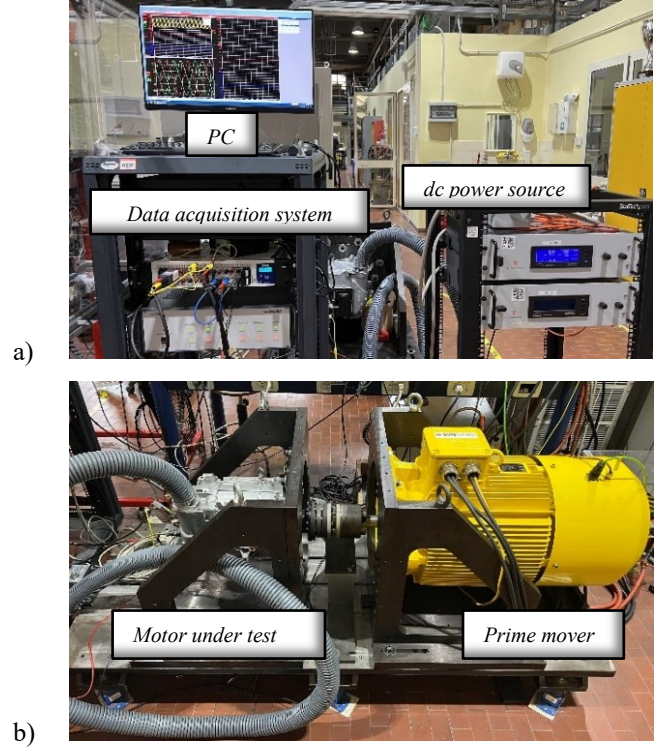 PC
dc power source
Data acquisition system
a)
Motor under test
Prime mover
b)